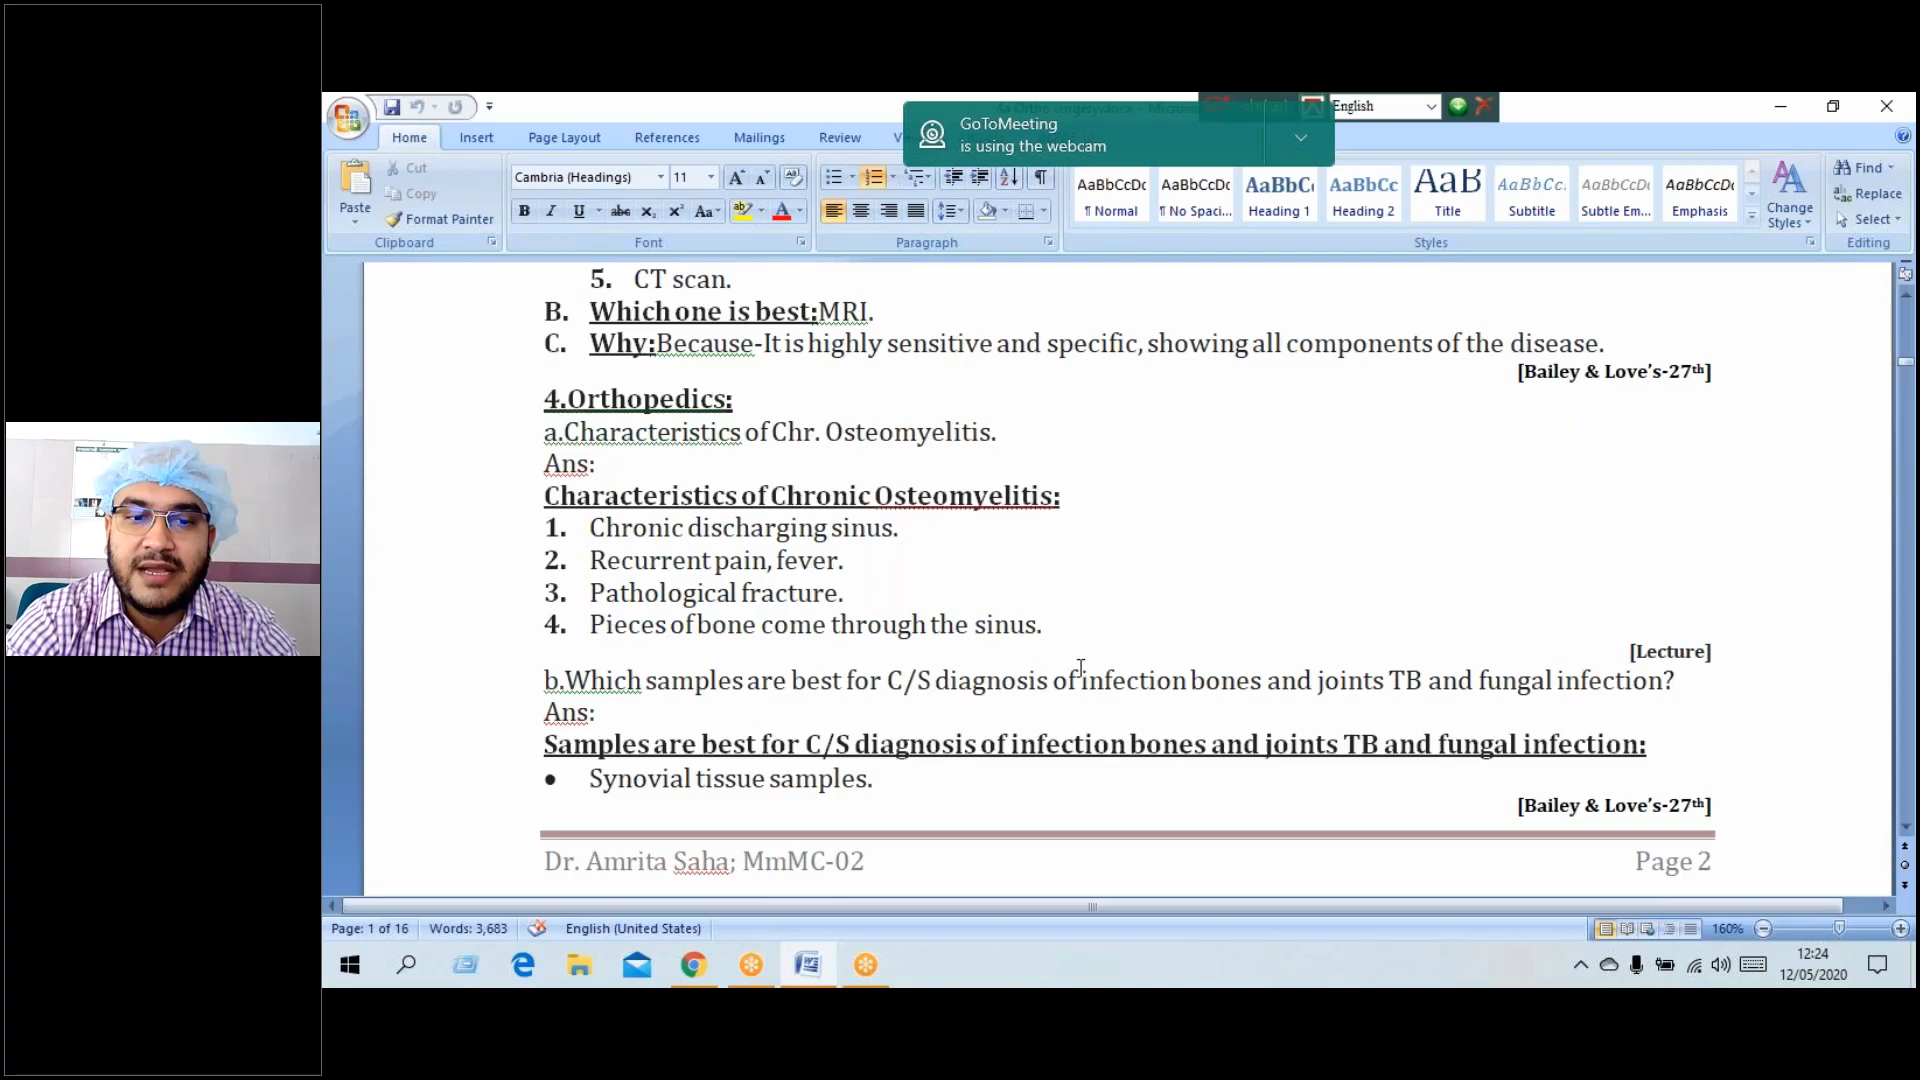 English
GoToMeeting
is using the webcam
Home Insert Page Layout References Mailings Review
Paste
Cut
Copy
Format Painter
Clipboard
Cambria (Headings) 11
Font
Paragraph
AaBbCcDc AaBbCcDc AaBbC AaBbCc AaB AaBbCc. AaBbCcDc AaBbCcDc
¶ Normal ¶ No Spaci... Heading 1 Heading 2 Title Subtitle Subtle Em... Emphasis
Change
Styles
Styles
Find
Replace
Select
Editing
5. CT scan.
B. Which one is best:MRI.
C. Why:Because-It is highly sensitive and specific, showing all components of the disease.
[Bailey & Love's-27th]
4.Orthopedics:
a.Characteristics of Chr. Osteomyelitis.
Ans:
Characteristics of Chronic Osteomyelitis:
1. Chronic discharging sinus.
2. Recurrent pain, fever.
3. Pathological fracture.
4. Pieces of bone come through the sinus.
[Lecture]
b.Which samples are best for C/S diagnosis of infection bones and joints TB and fungal infection?
Ans:
Samples are best for C/S diagnosis of infection bones and joints TB and fungal infection:
• Synovial tissue samples.
[Bailey & Love's-27th]
Dr. Amrita Saha; MmMC-02 Page 2
Page: 1 of 16 Words: 3,683 English (United States) 160%
12:24
12/05/2020